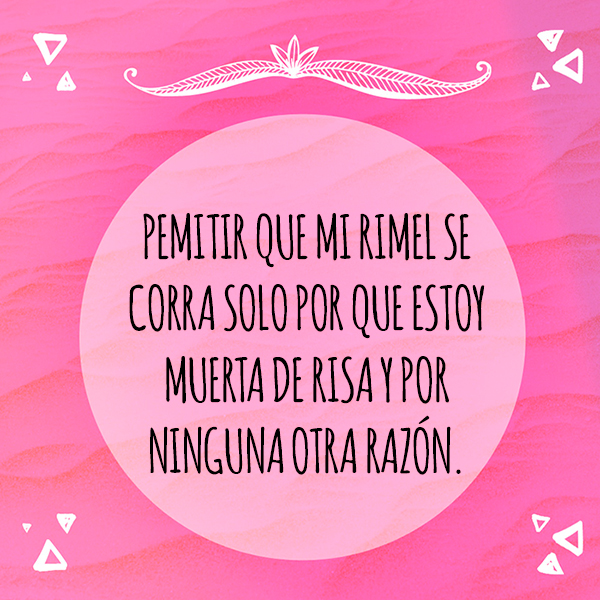 PEMITIR QUE MI RIMEL SE
CORRA SOLO POR QUE ESTOY
MUERTA DE RISA Y POR
NINGUNA OTRA RAZÓN.